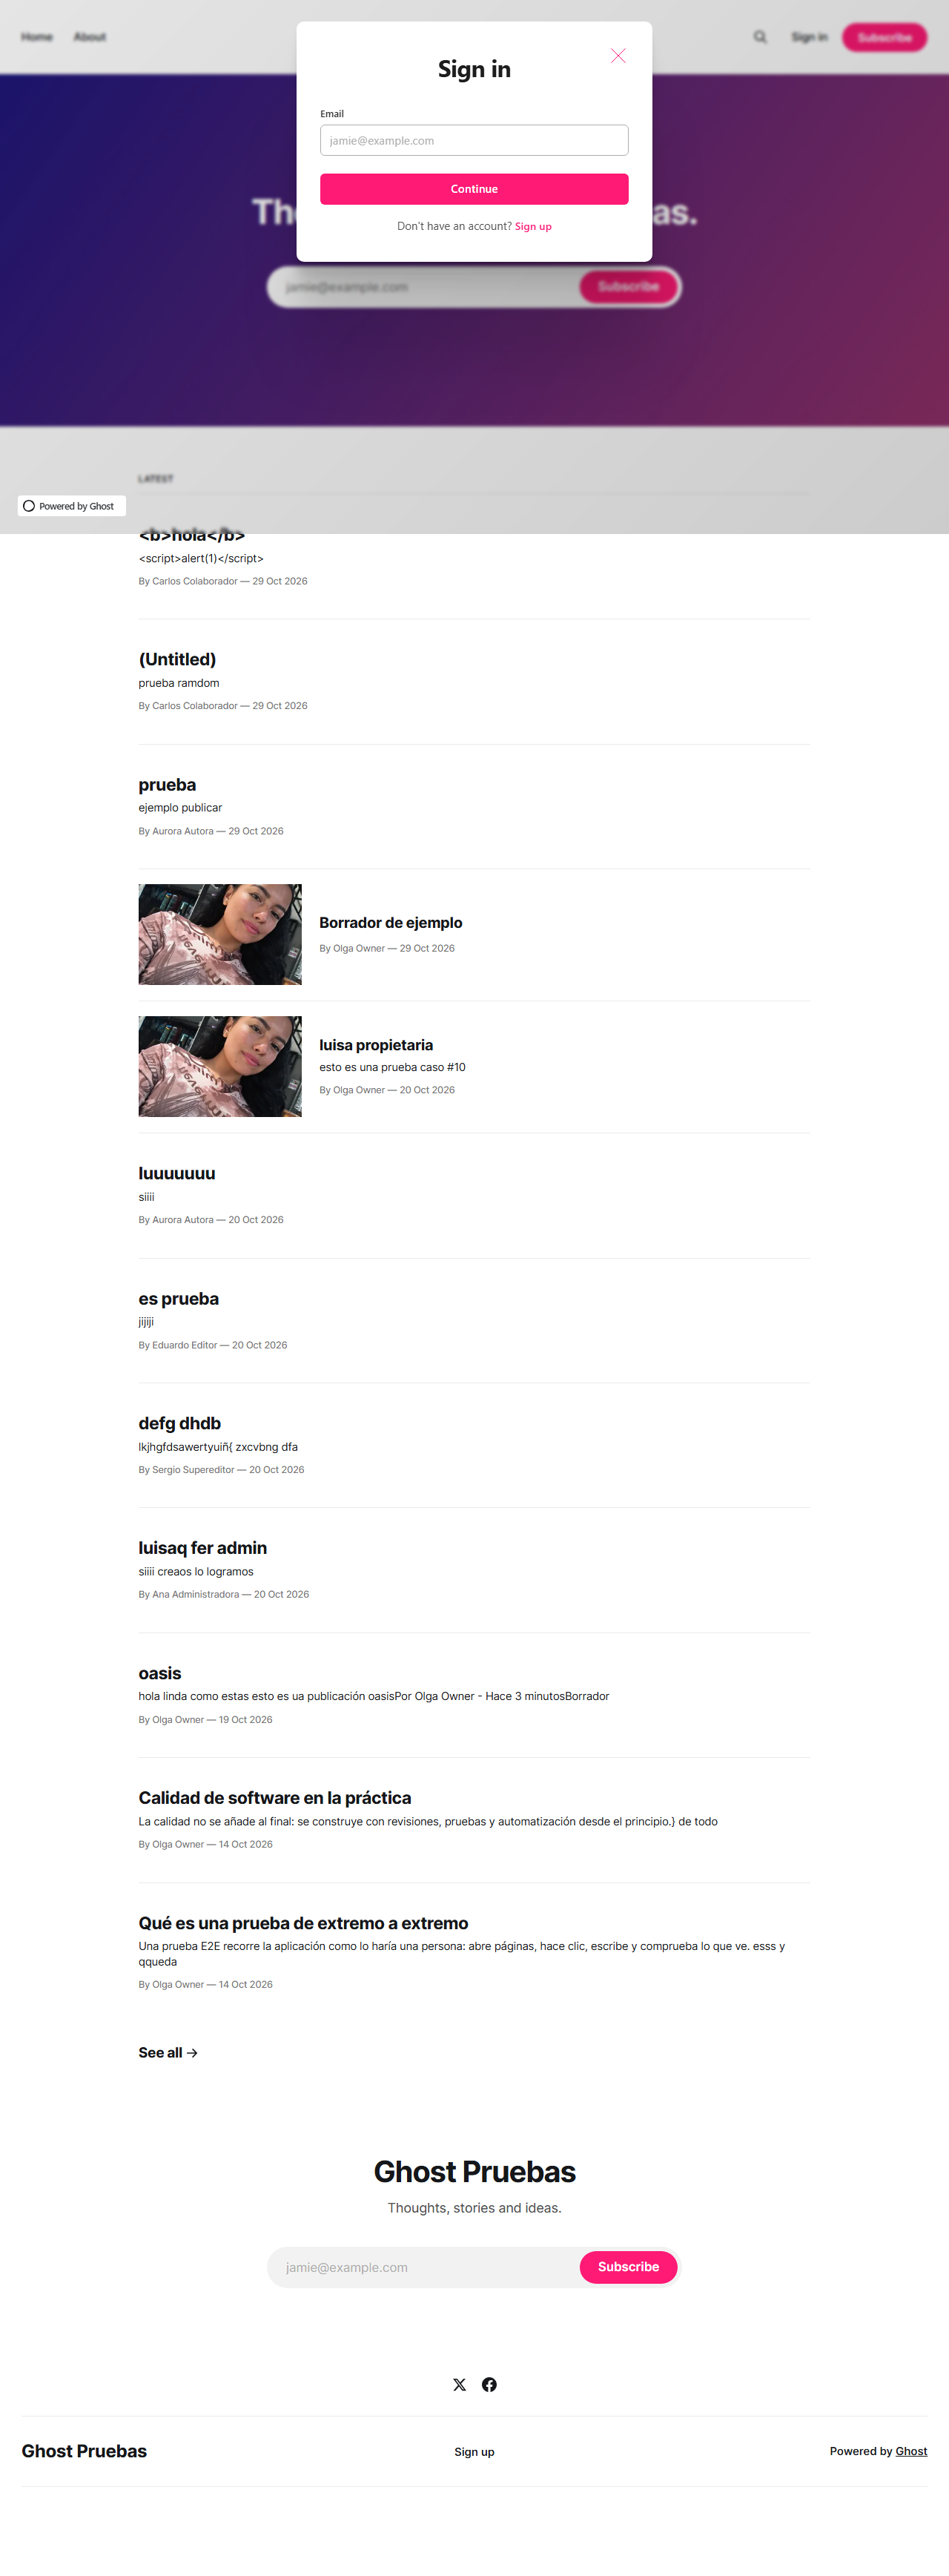 Home
About
Sign in
Subscribe
Sign in
Email
jamie@example.com
Continue
Don't have an account? Sign up
as.
jamie@example.com
Subscribe
LATEST
Powered by Ghost
<b>hola</b>
<script>alert(1)</script>
By Carlos Colaborador — 29 Oct 2026
(Untitled)
prueba ramdom
By Carlos Colaborador — 29 Oct 2026
prueba
ejemplo publicar
By Aurora Autora — 29 Oct 2026
Borrador de ejemplo
By Olga Owner — 29 Oct 2026
luisa propietaria
esto es una prueba caso #10
By Olga Owner — 20 Oct 2026
luuuuuuu
siiii
By Aurora Autora — 20 Oct 2026
es prueba
jijiji
By Eduardo Editor — 20 Oct 2026
defg dhdb
lkjhgfdsawertyuiñ{ zxcvbng dfa
By Sergio Supereditor — 20 Oct 2026
luisaq fer admin
siiii creaos lo logramos
By Ana Administradora — 20 Oct 2026
oasis
hola linda como estas esto es ua publicación oasisPor Olga Owner - Hace 3 minutosBorrador
By Olga Owner — 19 Oct 2026
Calidad de software en la práctica
La calidad no se añade al final: se construye con revisiones, pruebas y automatización desde el principio.} de todo
By Olga Owner — 14 Oct 2026
Qué es una prueba de extremo a extremo
Una prueba E2E recorre la aplicación como lo haría una persona: abre páginas, hace clic, escribe y comprueba lo que ve. esss y
qqueda
By Olga Owner — 14 Oct 2026
See all →
Ghost Pruebas
Thoughts, stories and ideas.
jamie@example.com
Subscribe
Ghost Pruebas
Sign up
Powered by Ghost